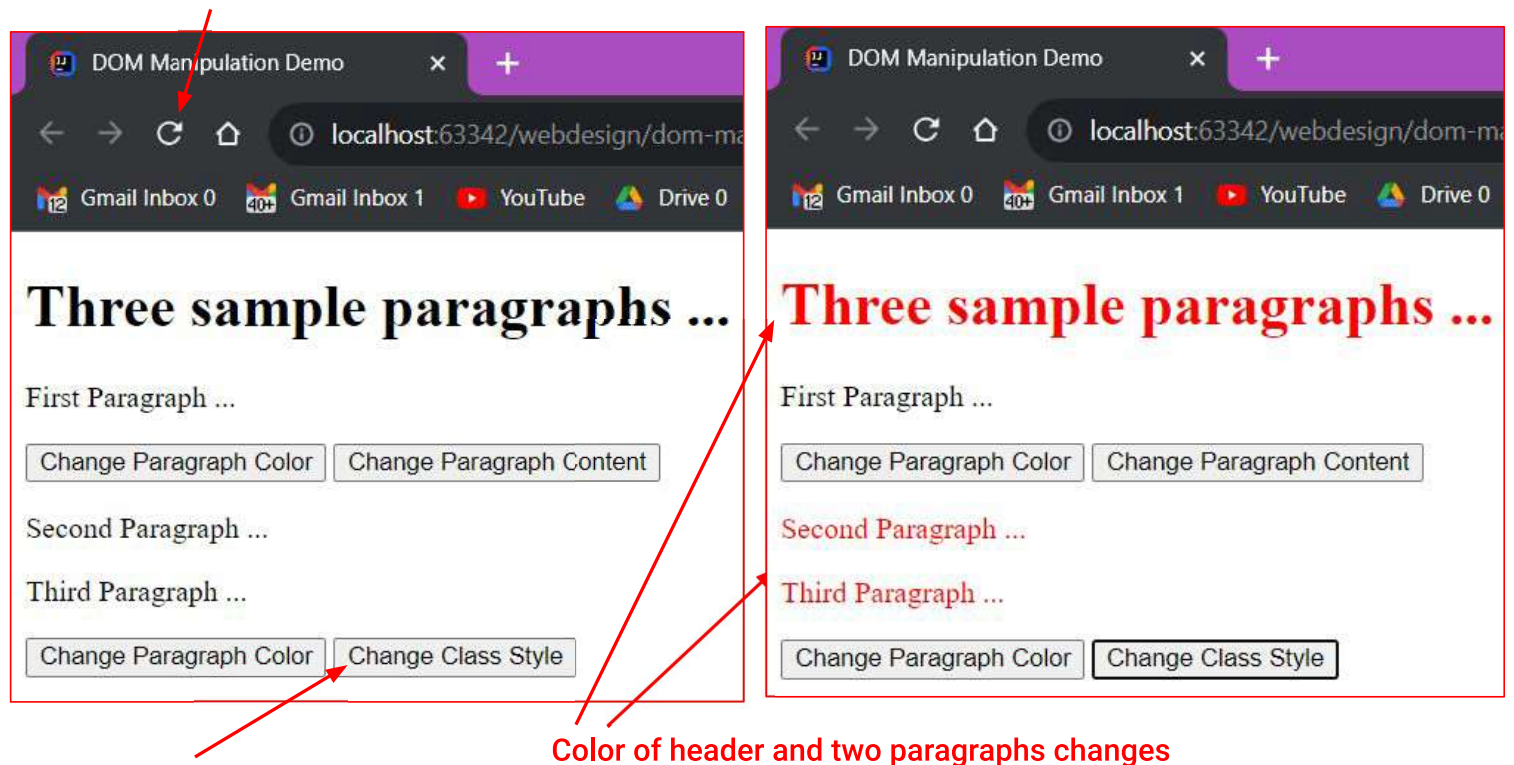 DOM Manipulation Demo
localhost:63342/webdesign/dom-ma
12 Gmail Inbox 0 40+ Gmail Inbox 1 YouTube Drive 0
Three sample paragraphs ...
First Paragraph ...
Change Paragraph Color Change Paragraph Content
Second Paragraph ...
Third Paragraph ...
Change Paragraph Color Change Class Style
DOM Manipulation Demo
localhost:63342/webdesign/dom-ma
12 Gmail Inbox 0 40+ Gmail Inbox 1 YouTube Drive 0
Three sample paragraphs ...
First Paragraph ...
Change Paragraph Color Change Paragraph Content
Second Paragraph ...
Third Paragraph ...
Change Paragraph Color Change Class Style
Color of header and two paragraphs changes